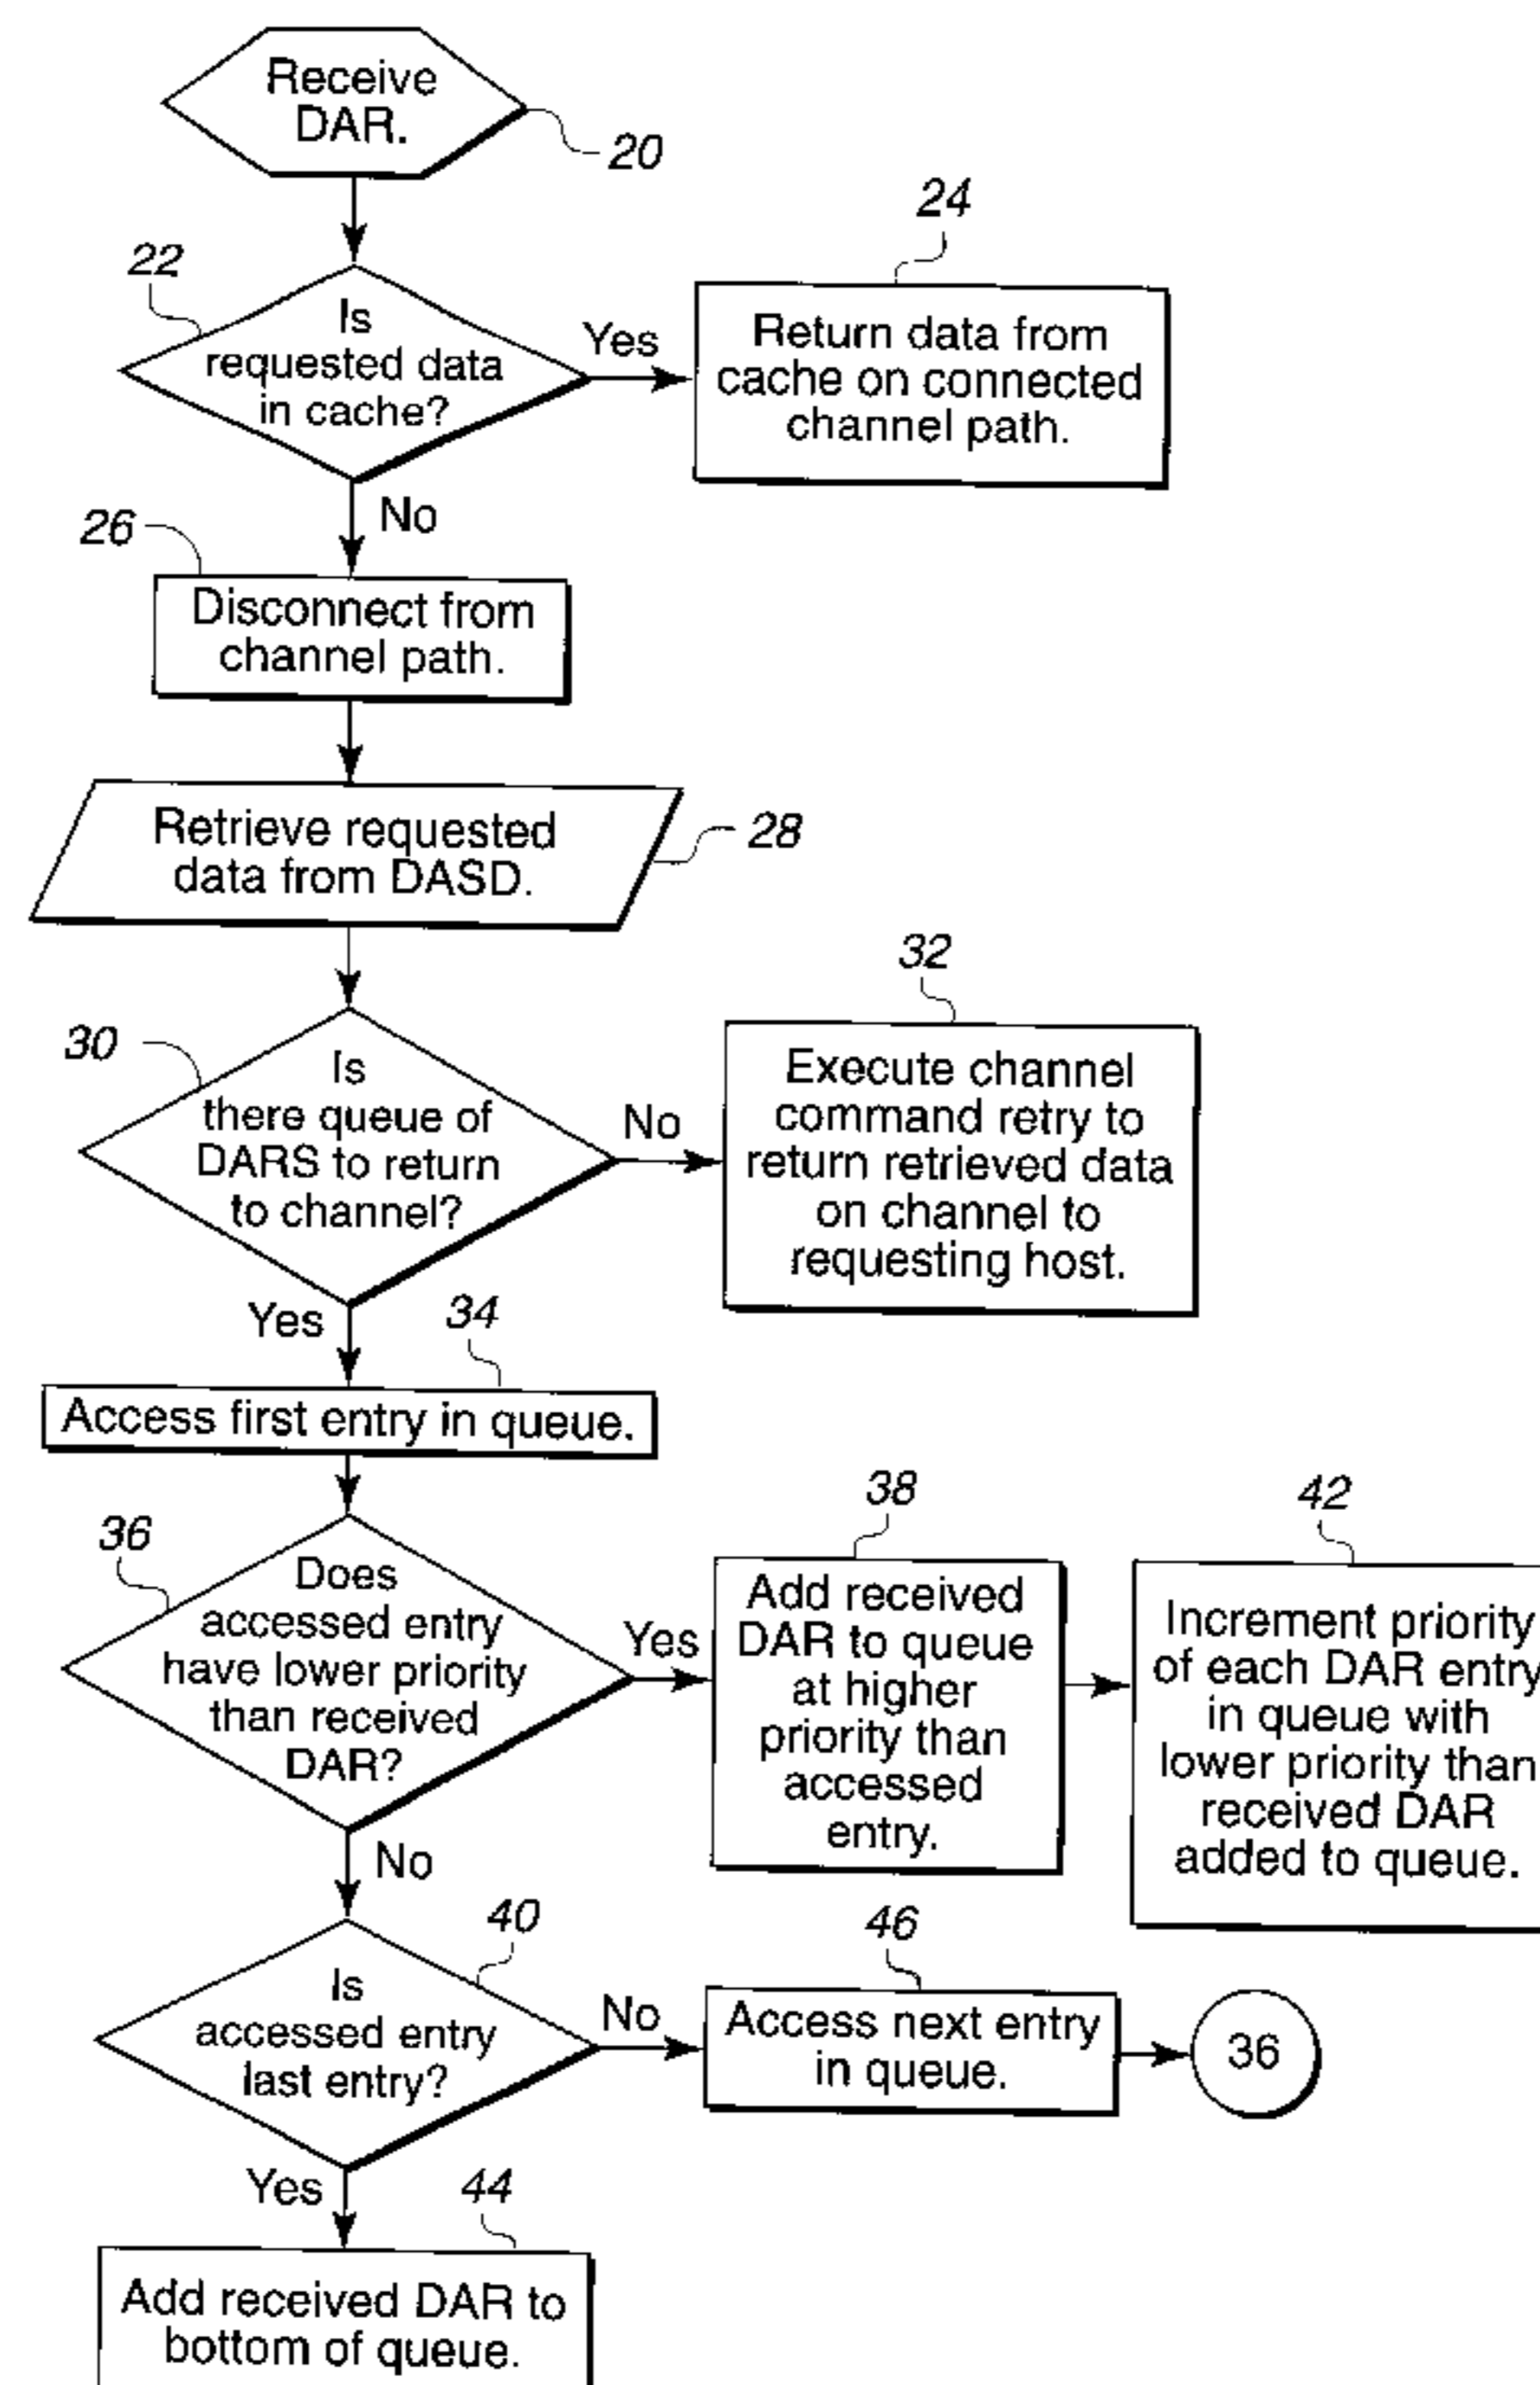 Receive
DAR.
20
22
Is
requested data
in cache?
Yes
24
Return data from
cache on connected
channel path.
No
26
Disconnect from
channel path.
Retrieve requested
data from DASD.
28
30
Is
there queue of
DARS to return
to channel?
No
32
Execute channel
command retry to
return retrieved data
on channel to
requesting host.
Yes
34
Access first entry in queue.
36
Does
accessed entry
have lower priority
than received
DAR?
Yes
38
Add received
DAR to queue
at higher
priority than
accessed
entry.
42
Increment priority
of each DAR entry
in queue with
lower priority than
received DAR
added to queue.
No
40
Is
accessed entry
last entry?
No
46
Access next entry
in queue.
36
Yes
44
Add received DAR to
bottom of queue.